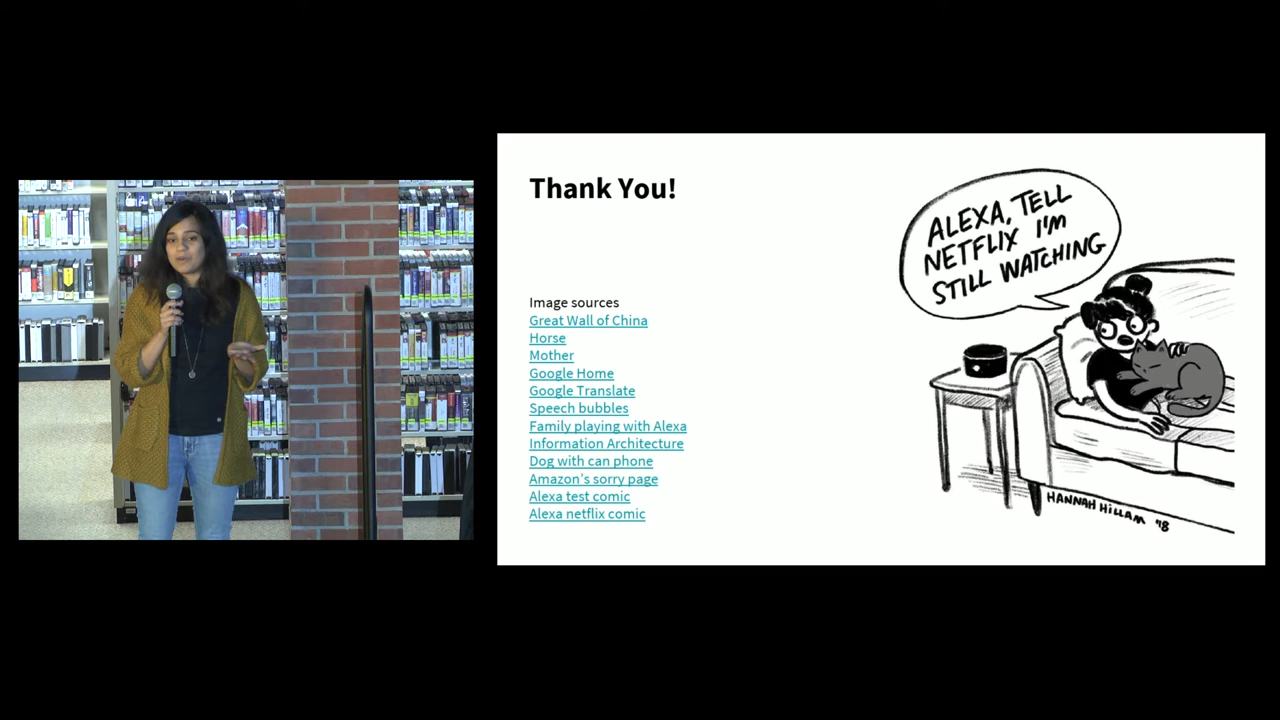 Thank You!
Image sources
Great Wall of China
Horse
Mother
Google Home
Google Translate
Speech bubbles
Family playing with Alexa
Information Architecture
Dog with can phone
Amazon's sorry page
Alexa test comic
Alexa netflix comic
ALEXA, TELL
NETFLIX I'M
STILL WATCHING
HANNAH HILLAM '18